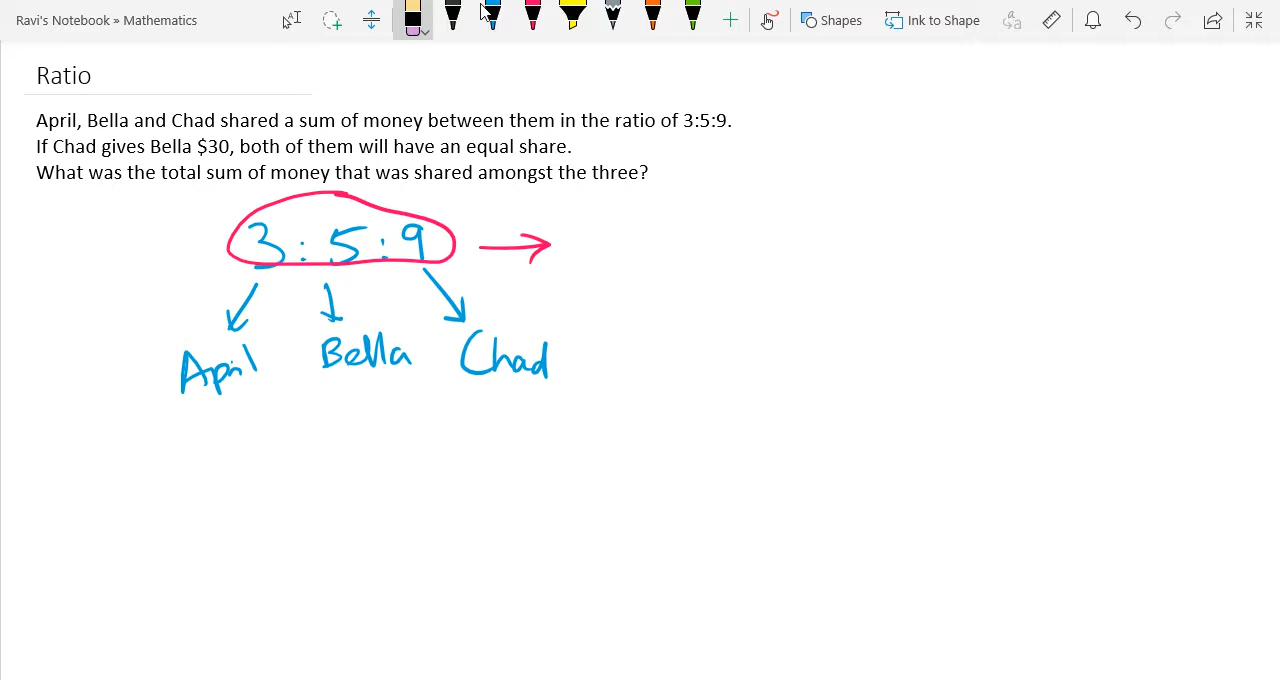 Ravi's Notebook » Mathematics
Shapes
Ink to Shape
Ratio
April, Bella and Chad shared a sum of money between them in the ratio of 3:5:9.
If Chad gives Bella $30, both of them will have an equal share.
What was the total sum of money that was shared amongst the three?
3 : 5 : 9 →
April Bella Chad